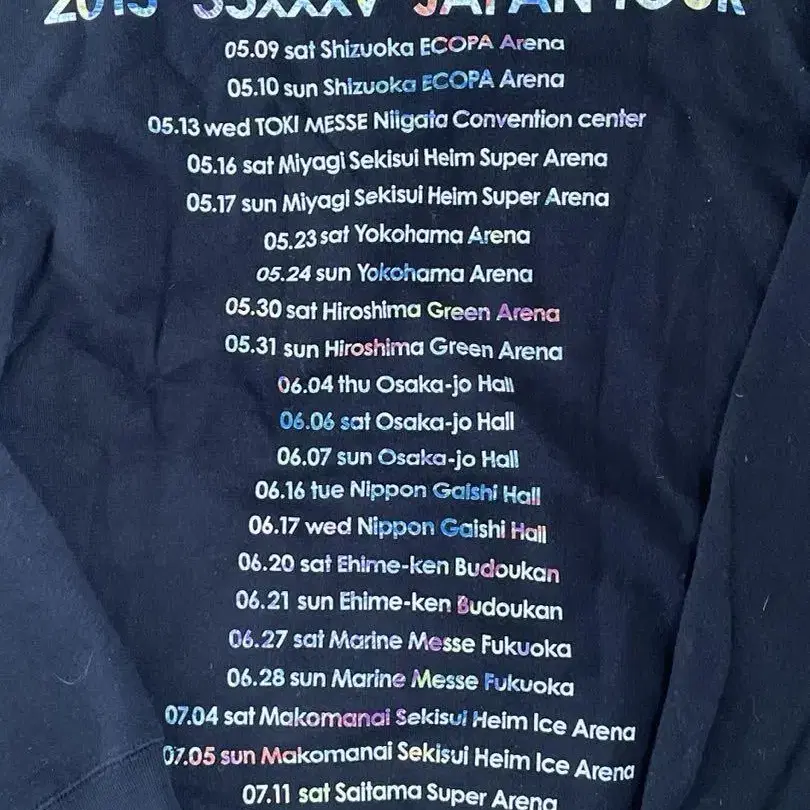 2015 35XXXV JAPAN TOUR
05.09 sat Shizuoka ECOPA Arena
05.10 sun Shizuoka ECOPA Arena
05.13 wed TOKI MESSE Niigata Convention center
05.16 sat Miyagi Sekisui Heim Super Arena
05.17 sun Miyagi Sekisui Heim Super Arena
05.23 sat Yokohama Arena
05.24 sun Yokohama Arena
05.30 sat Hiroshima Green Arena
05.31 sun Hiroshima Green Arena
06.04 thu Osaka-jo Hall
06.06 sat Osaka-jo Hall
06.07 sun Osaka-jo Hall
06.16 tue Nippon Gaishi Hall
06.17 wed Nippon Gaishi Hall
06.20 sat Ehime-ken Budoukan
06.21 sun Ehime-ken Budoukan
06.27 sat Marine Messe Fukuoka
06.28 sun Marine Messe Fukuoka
07.04 sat Makomanai Sekisui Heim Ice Arena
07.05 sun Makomanai Sekisui Heim Ice Arena
07.11 sat Saitama Super Arena